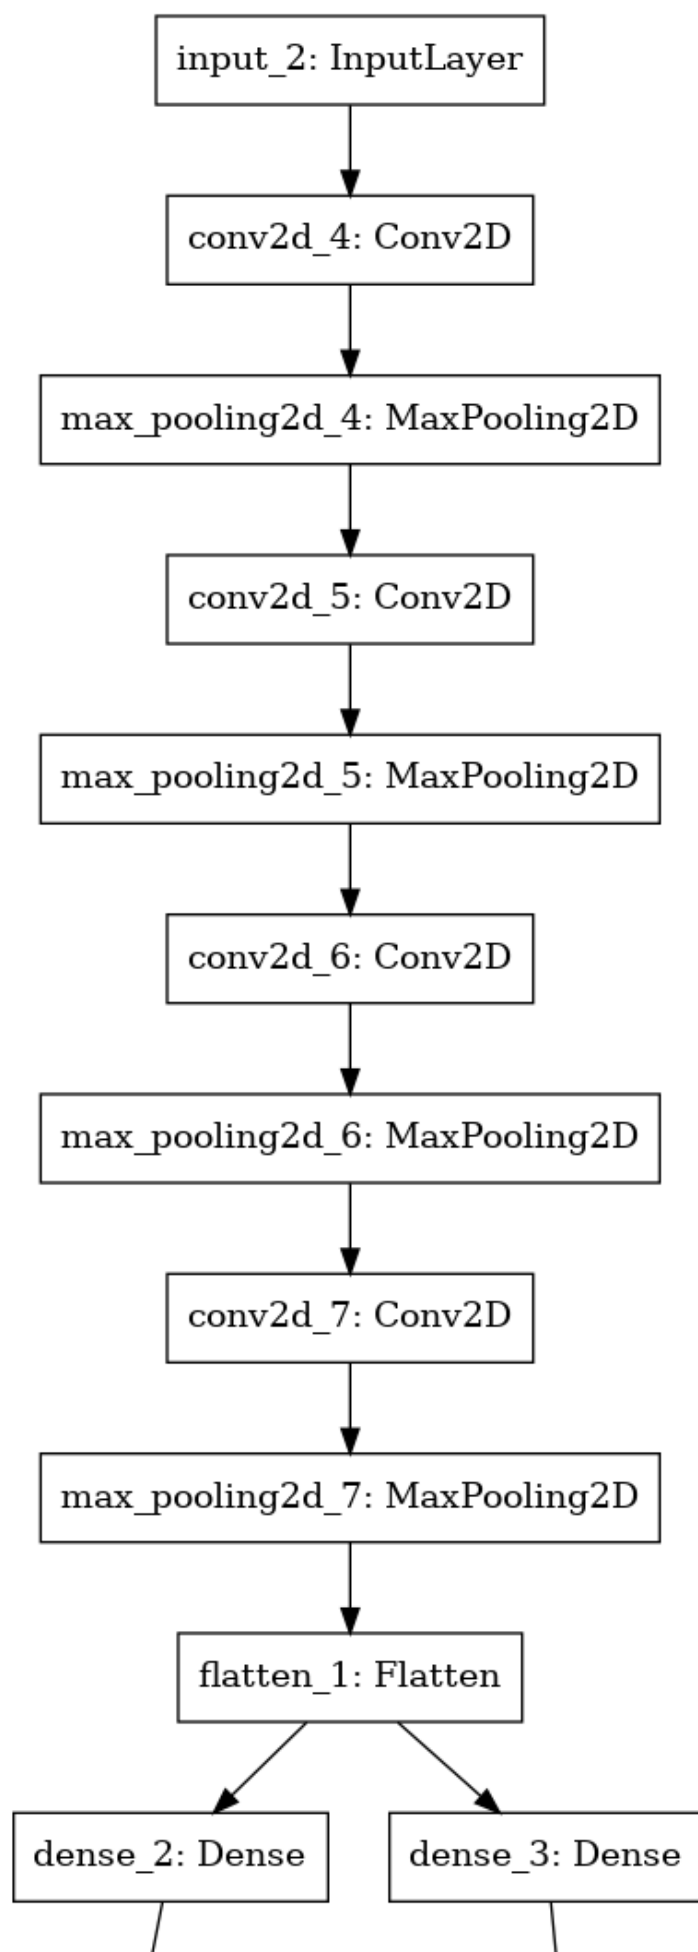 input_2: InputLayer
conv2d_4: Conv2D
max_pooling2d_4: MaxPooling2D
conv2d_5: Conv2D
max_pooling2d_5: MaxPooling2D
conv2d_6: Conv2D
max_pooling2d_6: MaxPooling2D
conv2d_7: Conv2D
max_pooling2d_7: MaxPooling2D
flatten_1: Flatten
dense_2: Dense
dense_3: Dense